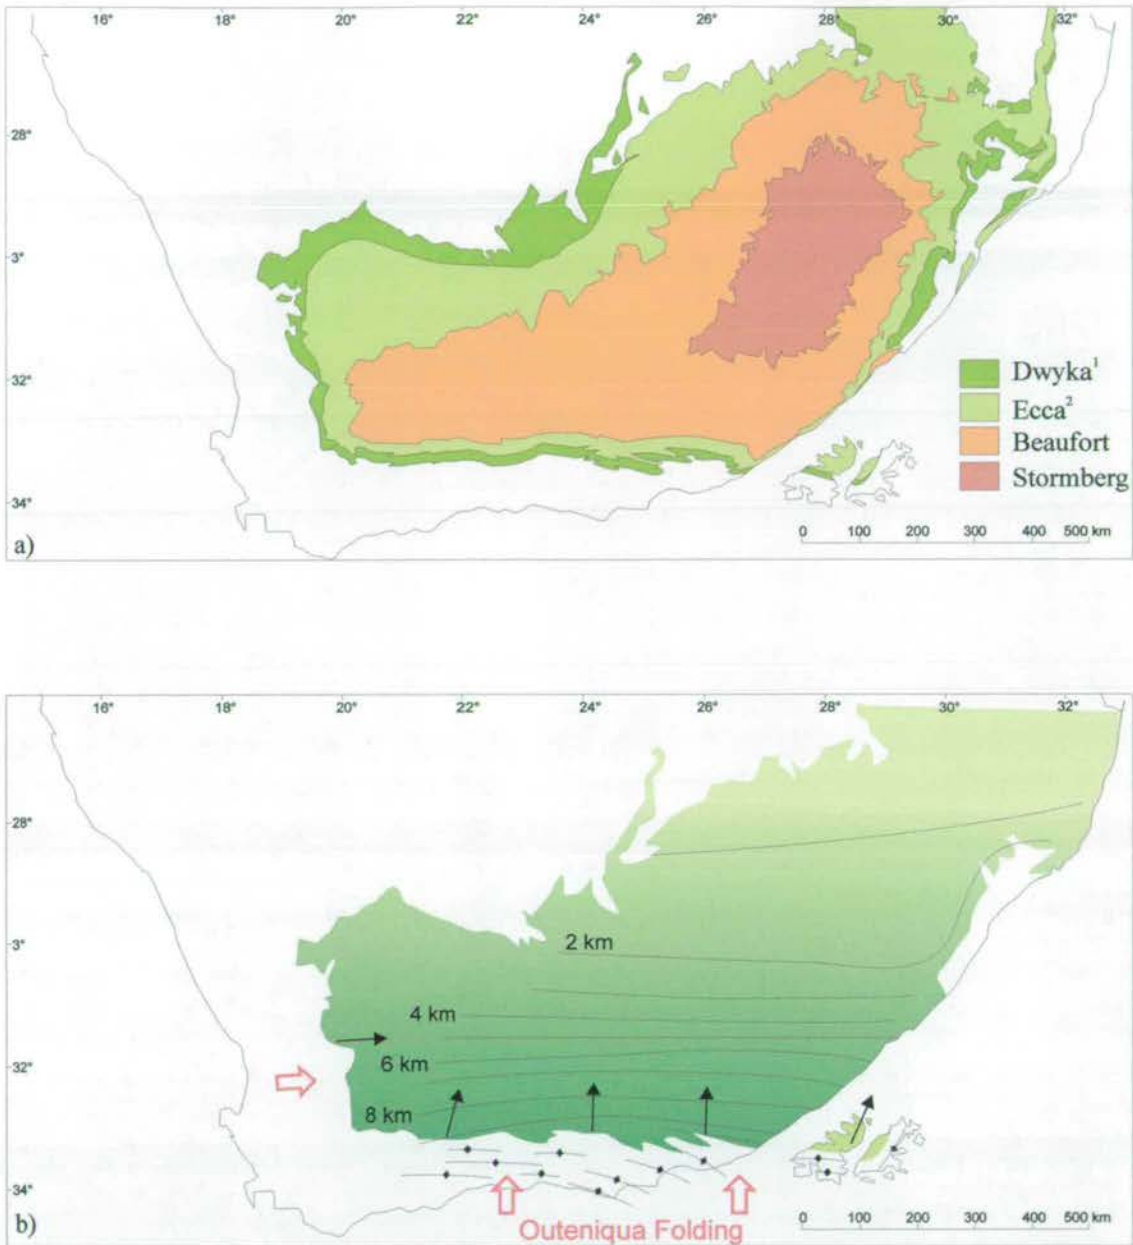 16° 18° 20° 22° 24° 26° 28° 30° 32°
28°
3°
32°
34°
Dwyka¹
Ecca²
Beaufort
Stormberg
0 100 200 300 400 500 km
a)
16° 18° 20° 22° 24° 26° 28° 30° 32°
28°
3°
2 km
4 km
32°
6 km
8 km
34°
Outeniqua Folding
0 100 200 300 400 500 km
b)